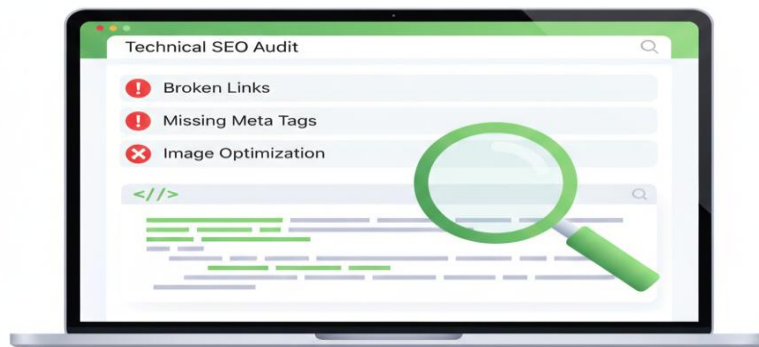 Technical SEO Audit
Broken Links
Missing Meta Tags
Image Optimization
<//>